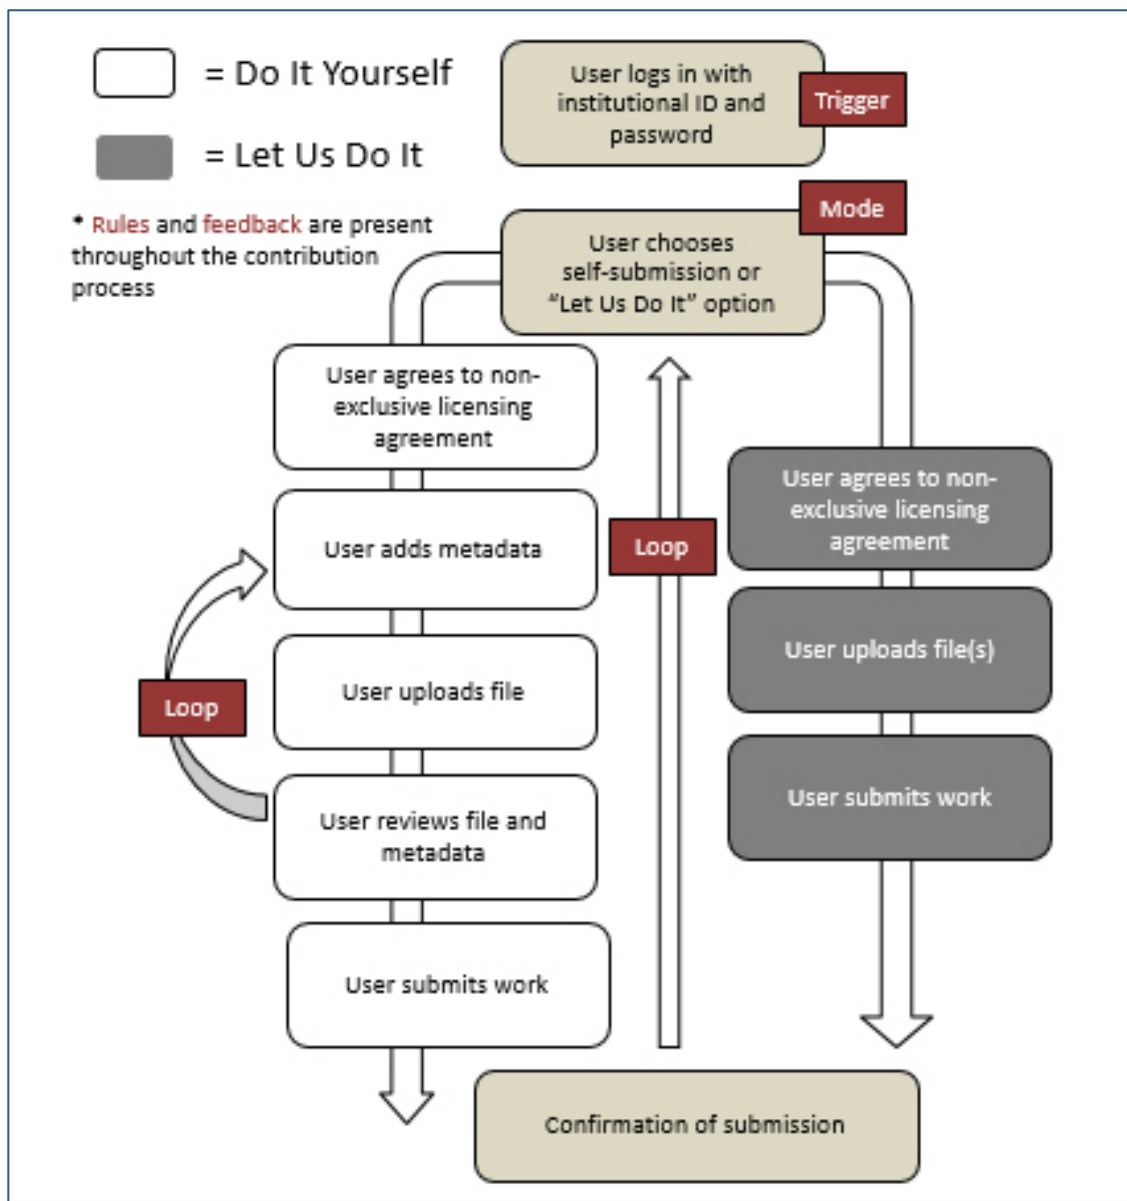 = Do It Yourself
= Let Us Do It
* Rules and feedback are present
throughout the contribution
process
User logs in with
institutional ID and
password
Trigger
Mode
User chooses
self-submission or
“Let Us Do It” option
User agrees to non-
exclusive licensing
agreement
User adds metadata
Loop
User uploads file
User reviews file and
metadata
User submits work
Loop
User agrees to non-
exclusive licensing
agreement
User uploads file(s)
User submits work
Confirmation of submission